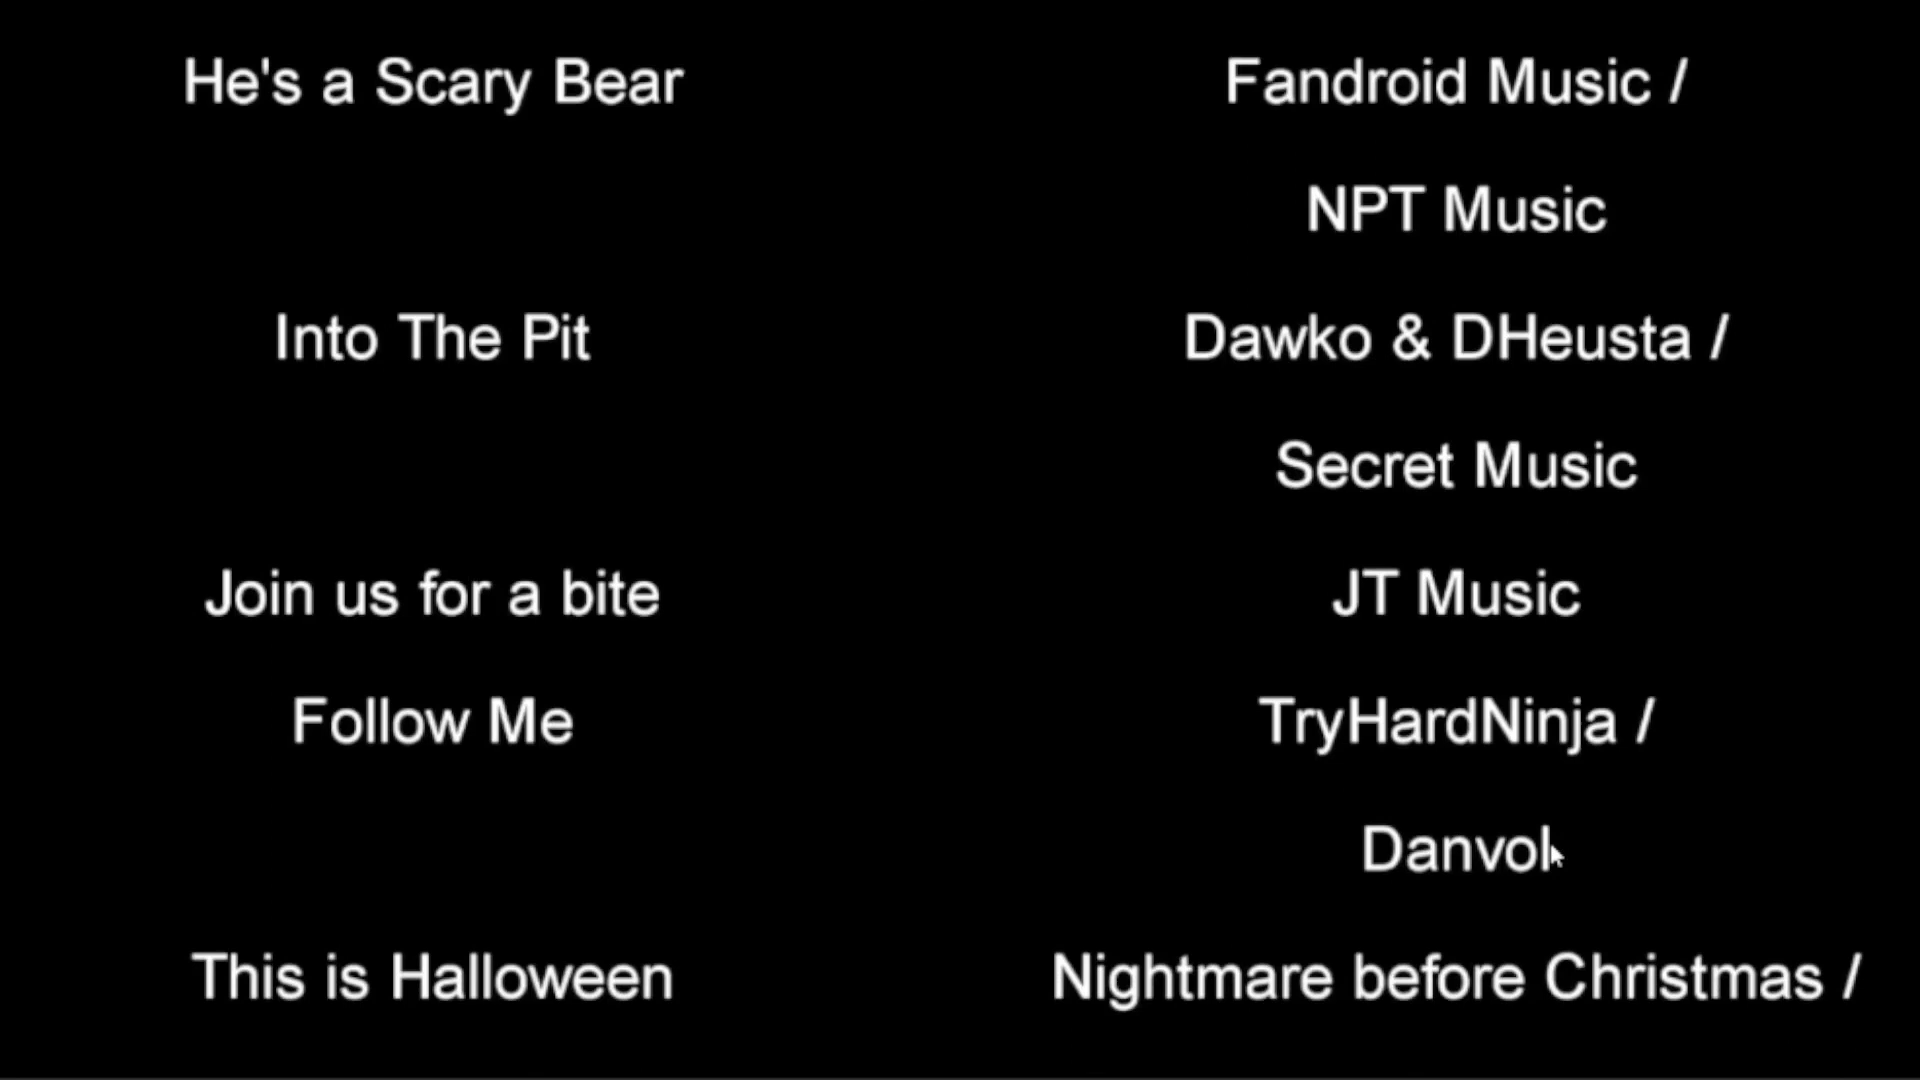 He's a Scary Bear Fandroid Music /
NPT Music
Into The Pit Dawko & DHeusta /
Secret Music
Join us for a bite JT Music
Follow Me TryHardNinja /
Danvol
This is Halloween Nightmare before Christmas /